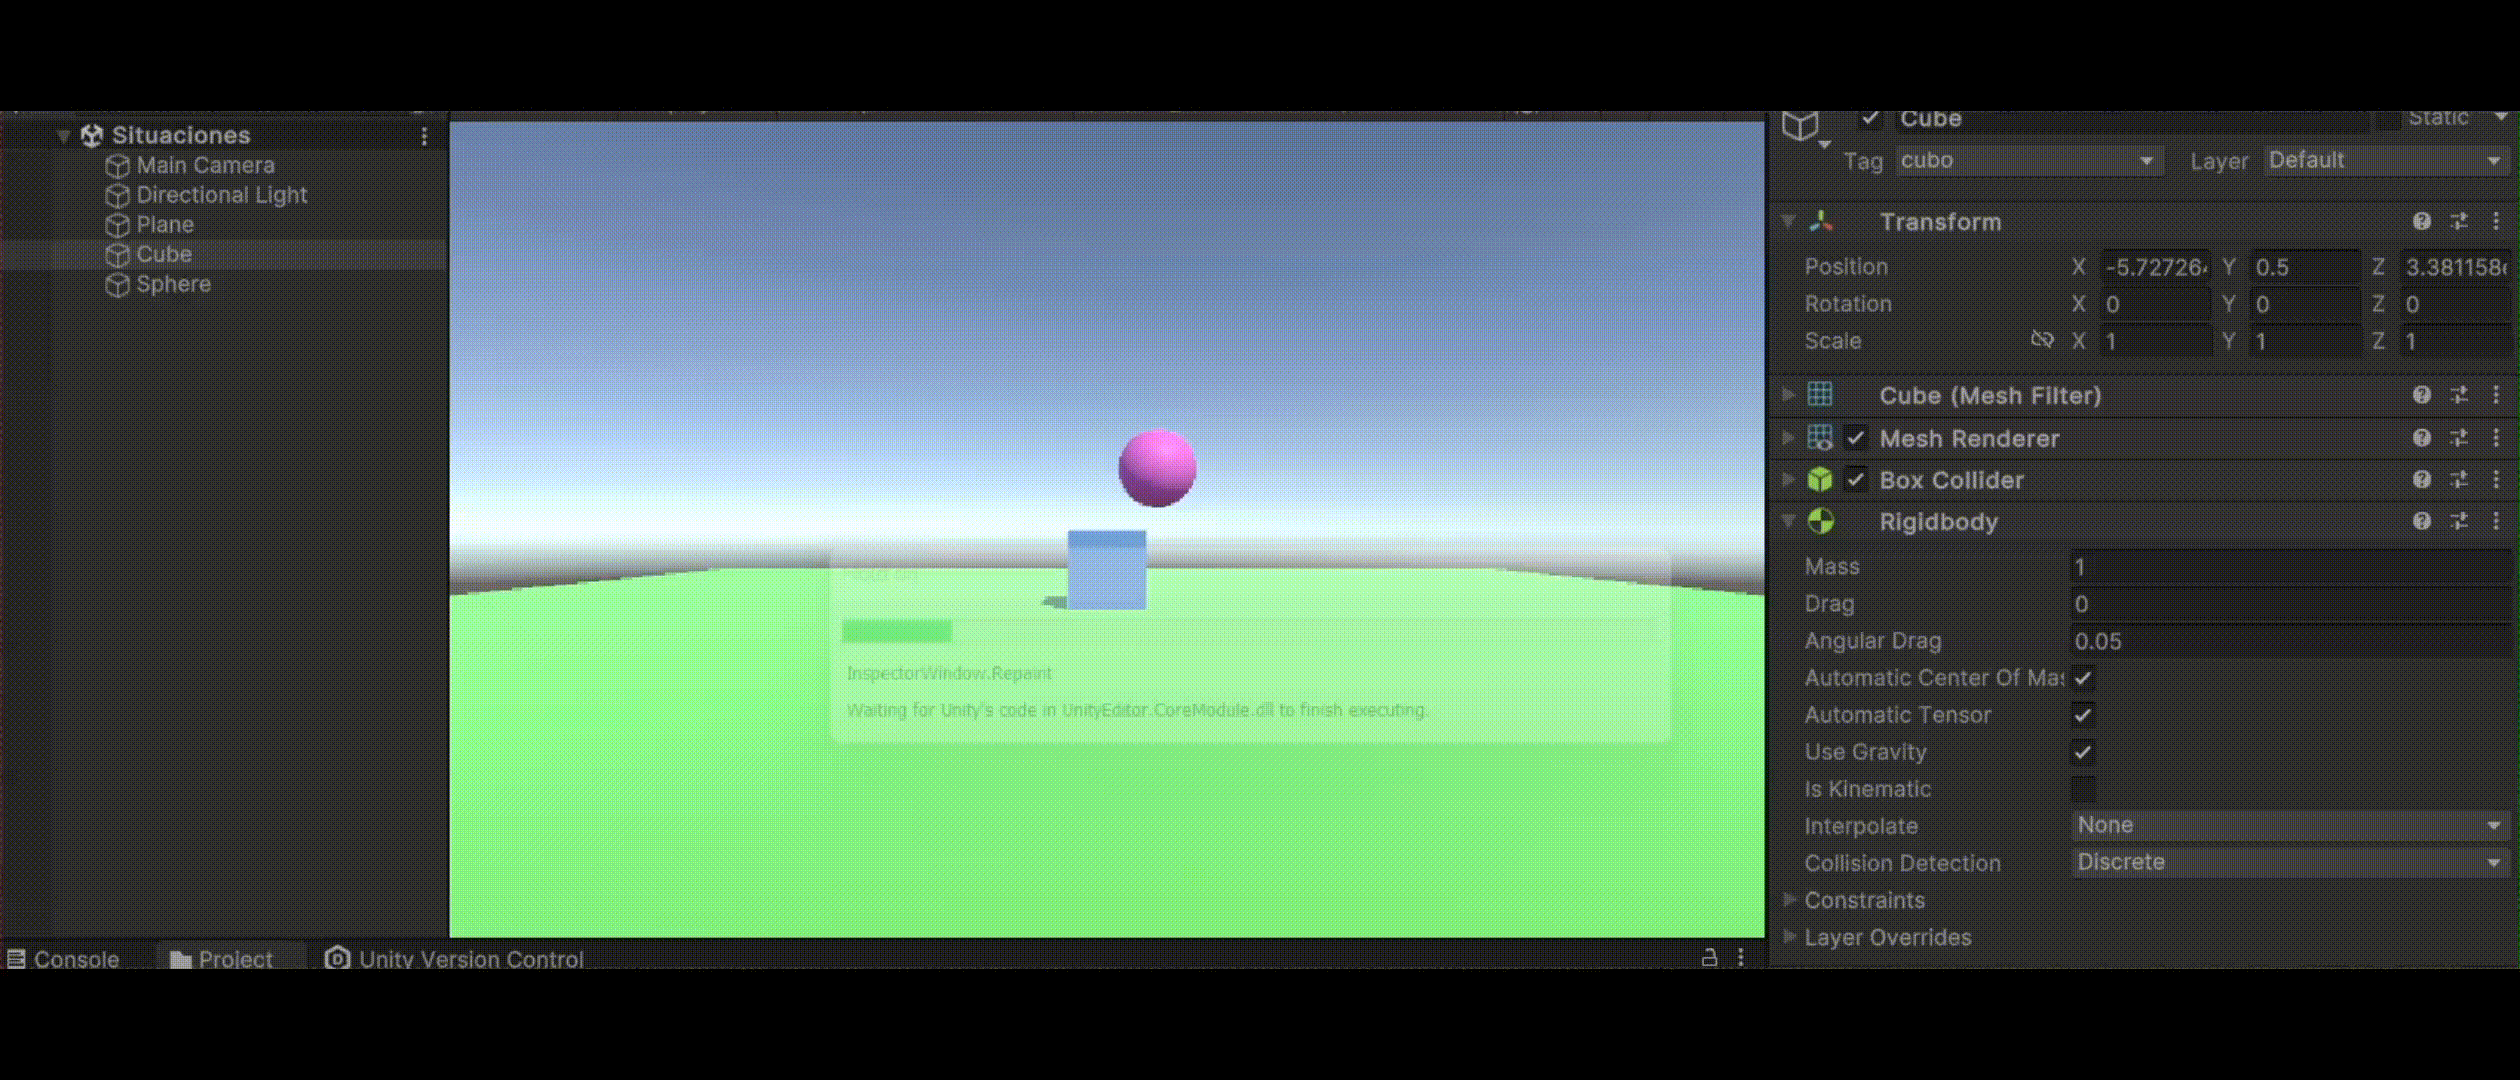 Situaciones
Main Camera
Directional Light
Plane
Cube
Sphere
InspectorWindow.Repaint
Waiting for Unity's code in UnityEditor.CoreModule.dll to finish executing.
Console
Project
Unity Version Control
Cube
Static
Tag
cubo
Layer
Default
Transform
Position X -5.72726 Y 0.5 Z 3.381158
Rotation X 0 Y 0 Z 0
Scale X 1 Y 1 Z 1
Cube (Mesh Filter)
Mesh Renderer
Box Collider
Rigidbody
Mass 1
Drag 0
Angular Drag 0.05
Automatic Center Of Mas
Automatic Tensor
Use Gravity
Is Kinematic
Interpolate None
Collision Detection Discrete
Constraints
Layer Overrides